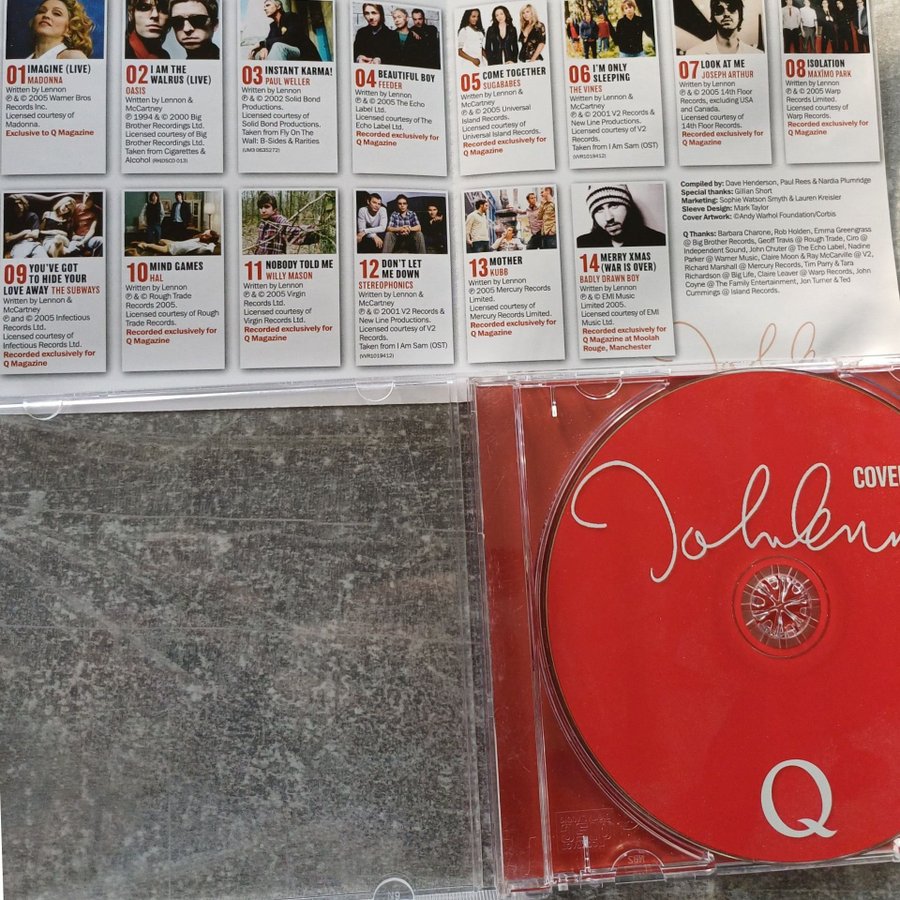 01 IMAGINE (LIVE)
MADONNA
Written by Lennon
Ⓟ & © 2005 Warner Bros
Records Inc.
Licensed courtesy of
Madonna.
Exclusive to Q Magazine
02 I AM THE
WALRUS (LIVE)
OASIS
Written by Lennon &
McCartney
Ⓟ 1994 & © 2000 Big
Brother Recordings Ltd.
Licensed courtesy of Big
Brother Recordings Ltd.
Taken from Cigarettes &
Alcohol (RKIDSCD 013)
03 INSTANT KARMA!
PAUL WELLER
Written by Lennon
Ⓟ & © 2002 Solid Bond
Productions.
Licensed courtesy of
Solid Bond Productions.
Taken from Fly On The
Wall: B-Sides & Rarities
(UM3 0635275)
04 BEAUTIFUL BOY
FEEDER
Written by Lennon
Ⓟ & © 2005 The Echo
Label Ltd.
Licensed courtesy of The
Echo Label Ltd.
Recorded exclusively for
Q Magazine
05 COME TOGETHER
SUGABABES
Written by Lennon &
McCartney
Ⓟ & © 2005 Universal
Island Records.
Licensed courtesy of
Universal Island Records.
Recorded exclusively for
Q Magazine
06 I'M ONLY
SLEEPING
THE VINES
Written by Lennon &
McCartney
Ⓟ & © 2001 V2 Records &
New Line Productions.
Licensed courtesy of V2
Records.
Taken from I Am Sam (OST)
(VVR1019412)
07 LOOK AT ME
JOSEPH ARTHUR
Written by Lennon
Ⓟ & © 2005 14th Floor
Records, excluding USA
and Canada.
Licensed courtesy of
14th Floor Records.
Recorded exclusively for
Q Magazine
08 ISOLATION
MAXÏMO PARK
Written by Lennon
Ⓟ & © 2005 Warp
Records Limited.
Licensed courtesy of
Warp Records.
Recorded exclusively for
Q Magazine
09 YOU'VE GOT
TO HIDE YOUR
LOVE AWAY THE SUBWAYS
Written by Lennon &
McCartney
Ⓟ and © 2005 Infectious
Records Ltd.
Licensed courtesy of
Infectious Records Ltd.
Recorded exclusively for
Q Magazine
10 MIND GAMES
HAL
Written by Lennon
Ⓟ & © Rough Trade
Records 2005.
Licensed courtesy of Rough
Trade Records.
Recorded exclusively for
Q Magazine
11 NOBODY TOLD ME
WILLY MASON
Written by Lennon
Ⓟ & © 2005 Virgin
Records Ltd.
Licensed courtesy of
Virgin Records Ltd.
Recorded exclusively for
Q Magazine
12 DON'T LET
ME DOWN
STEREOPHONICS
Written by Lennon &
McCartney
Ⓟ & © 2001 V2 Records &
New Line Productions.
Licensed courtesy of V2
Records.
Taken from I Am Sam (OST)
(VVR1019412)
13 MOTHER
KUBB
Written by Lennon
Ⓟ 2005 Mercury Records
Limited.
Licensed courtesy of
Mercury Records Limited.
Recorded exclusively for
Q Magazine
14 MERRY XMAS
(WAR IS OVER)
BADLY DRAWN BOY
Written by Lennon
Ⓟ & © EMI Music
Limited 2005.
Licensed courtesy of EMI
Music Ltd.
Recorded exclusively for
Q Magazine at Moolah
Rouge, Manchester
Compiled by: Dave Henderson, Paul Rees & Nardia Plumridge
Special thanks: Gillian Short
Marketing: Sophie Watson Smyth & Lauren Kreisler
Sleeve Design: Mark Taylor
Cover Artwork: ©Andy Warhol Foundation/Corbis
Q Thanks: Barbara Charone, Rob Holden, Emma Greengrass
@ Big Brother Records, Geoff Travis @ Rough Trade, Ciro @
Independent Sound, John Chuter @ The Echo Label, Nadine
Parker @ Warner Music, Claire Moon & Ray McCarville @ V2,
Richard Marshall @ Mercury Records, Tim Parry & Tara
Richardson @ Big Life, Claire Leaver @ Warp Records, John
Coyne @ The Family Entertainment, Jon Turner & Ted
Cummings @ Island Records.
COVE
John Lenn
Q